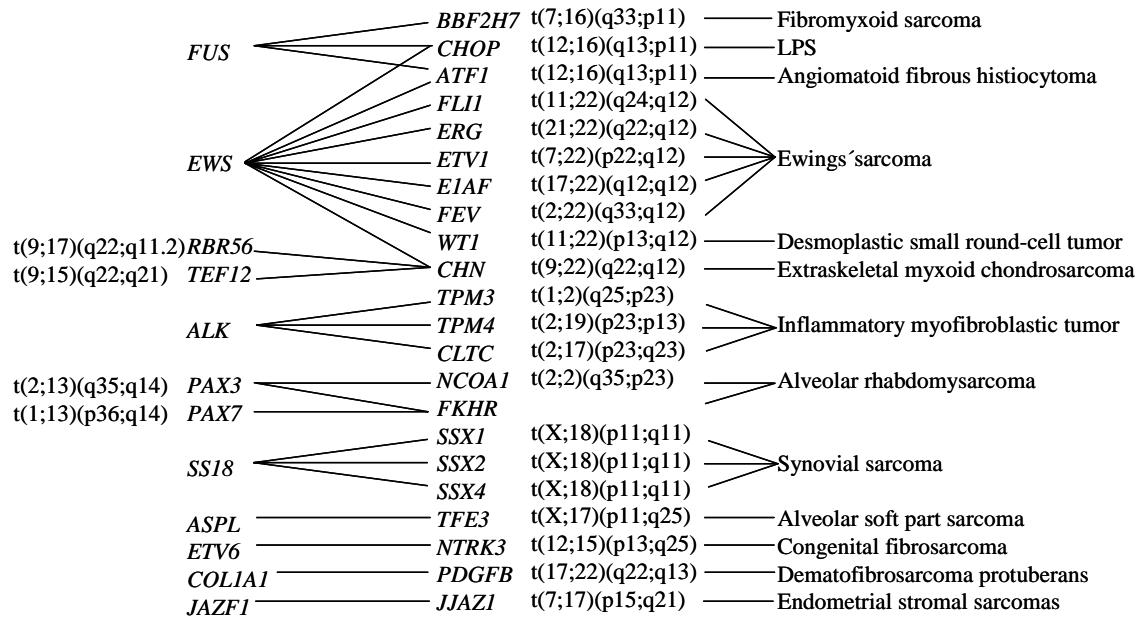 BBF2H7 t(7;16)(q33;p11) Fibromyxoid sarcoma
FUS CHOP t(12;16)(q13;p11) LPS
ATF1 t(12;16)(q13;p11) Angiomatoid fibrous histiocytoma
FLI1 t(11;22)(q24;q12)
ERG t(21;22)(q22;q12)
EWS ETV1 t(7;22)(p22;q12) Ewings´sarcoma
E1AF t(17;22)(q12;q12)
FEV t(2;22)(q33;q12)
WT1 t(11;22)(p13;q12) Desmoplastic small round-cell tumor
t(9;17)(q22;q11.2) RBR56
CHN t(9;22)(q22;q12) Extraskeletal myxoid chondrosarcoma
t(9;15)(q22;q21) TEF12
TPM3 t(1;2)(q25;p23)
ALK TPM4 t(2;19)(p23;p13) Inflammatory myofibroblastic tumor
CLTC t(2;17)(p23;q23)
t(2;13)(q35;q14) PAX3 NCOA1 t(2;2)(q35;p23) Alveolar rhabdomysarcoma
t(1;13)(p36;q14) PAX7 FKHR
SSX1 t(X;18)(p11;q11)
SS18 SSX2 t(X;18)(p11;q11) Synovial sarcoma
SSX4 t(X;18)(p11;q11)
ASPL TFE3 t(X;17)(p11;q25) Alveolar soft part sarcoma
ETV6 NTRK3 t(12;15)(p13;q25) Congenital fibrosarcoma
COL1A1 PDGFB t(17;22)(q22;q13) Dematofibrosarcoma protuberans
JAZF1 JJAZ1 t(7;17)(p15;q21) Endometrial stromal sarcomas